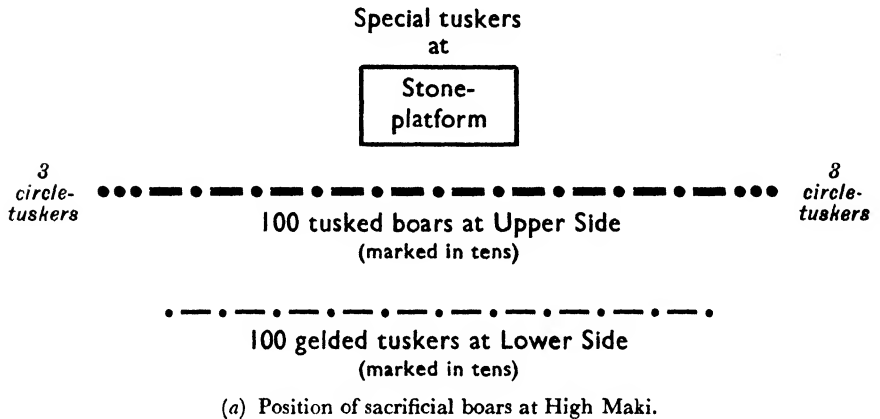 Special tuskers
at
Stone-
platform
3
circle-
tuskers
8
circle-
tuskers
100 tusked boars at Upper Side
(marked in tens)
100 gelded tuskers at Lower Side
(marked in tens)
(a) Position of sacrificial boars at High Maki.